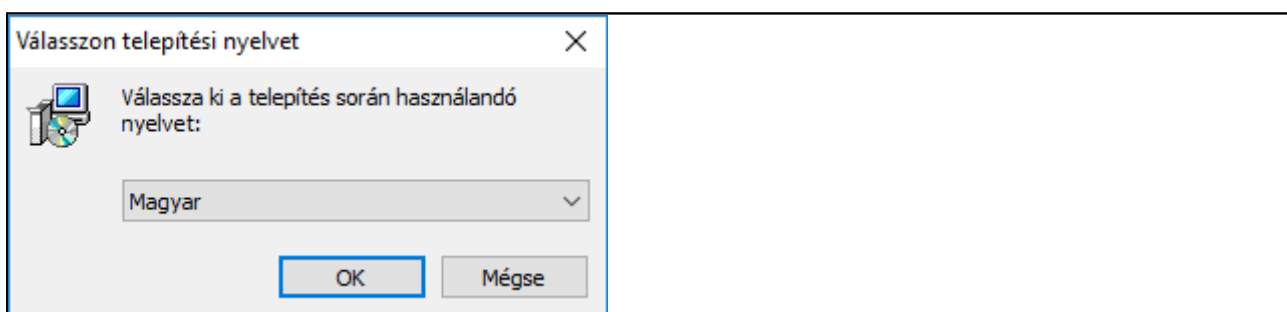 Válasszon telepítési nyelvet
Válassza ki a telepítés során használandó
nyelvet:
Magyar
OK Mégse